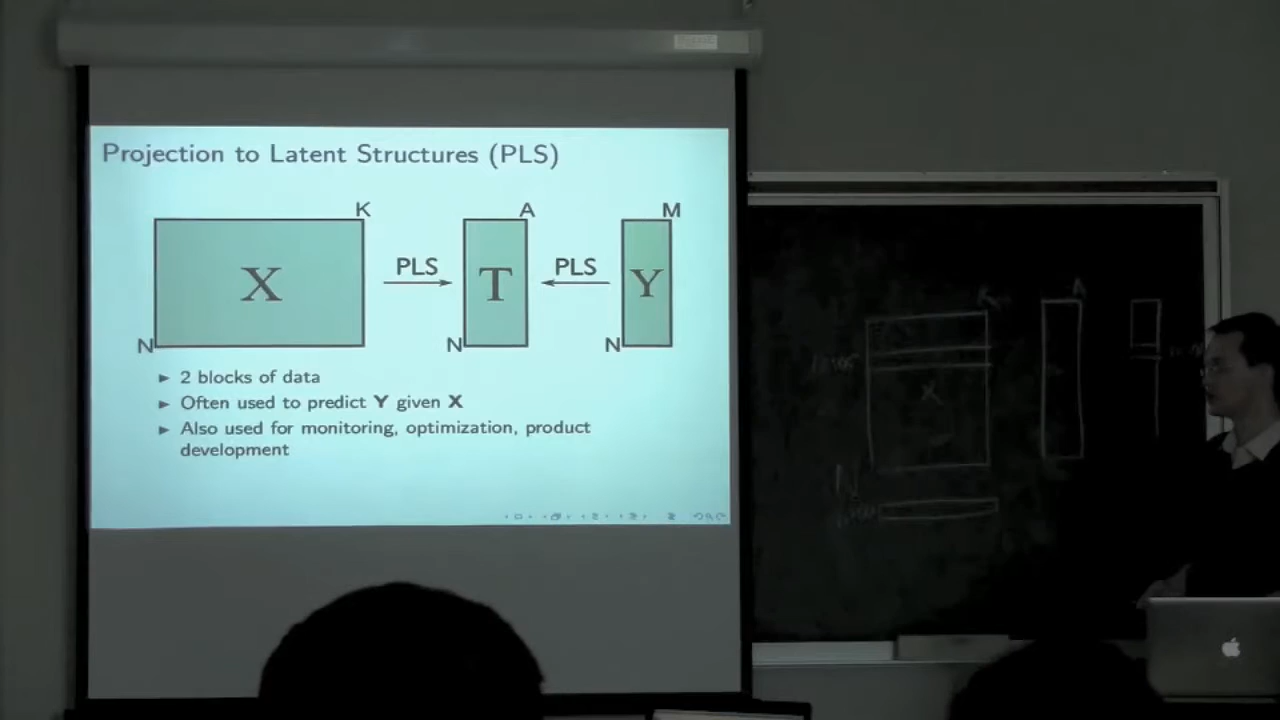 Projection to Latent Structures (PLS)
K
A
M
X
PLS
T
PLS
Y
N
N
N
► 2 blocks of data
► Often used to predict Y given X
► Also used for monitoring, optimization, product
development
A
X
N